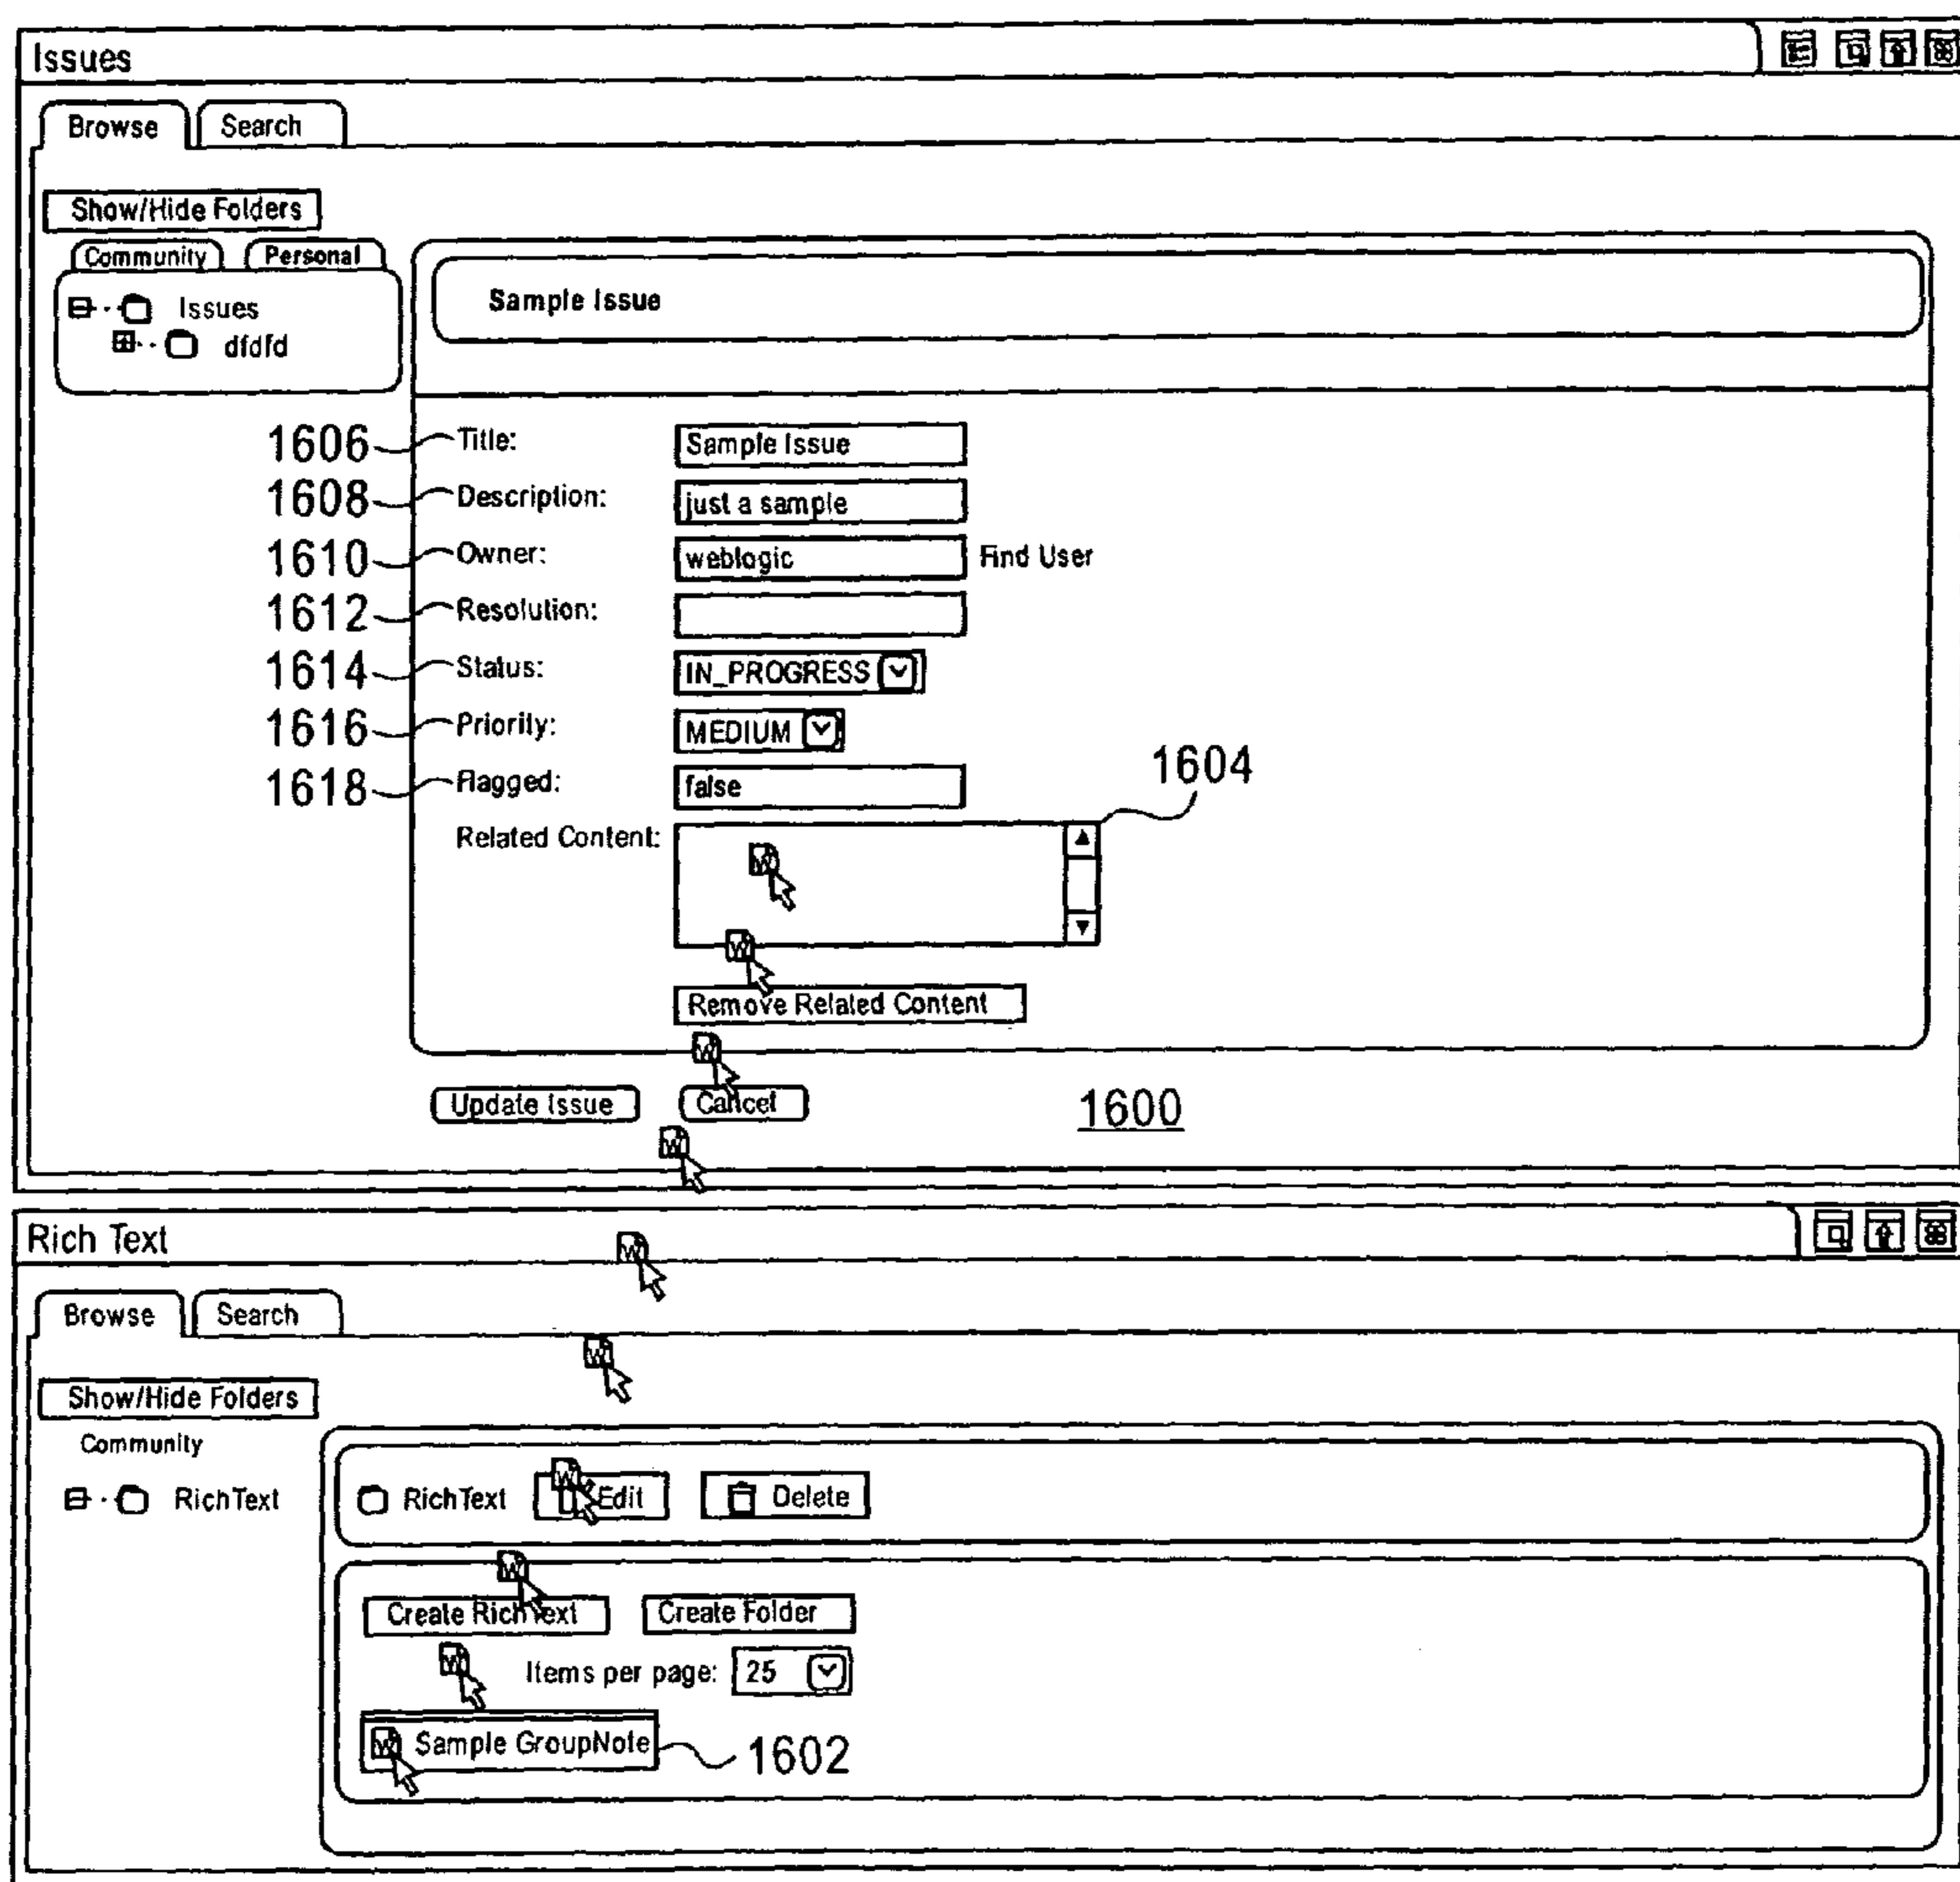 Issues
Browse Search
Show/Hide Folders
Community Personal
Issues
dfdfd
Sample Issue
1606 Title: Sample Issue
1608 Description: just a sample
1610 Owner: weblogic Find User
1612 Resolution:
1614 Status: IN_PROGRESS
1616 Priority: MEDIUM
1618 Flagged: false
1604
Related Content:
Remove Related Content
Update Issue Cancel
1600
Rich Text
Browse Search
Show/Hide Folders
Community
RichText
RichText Edit Delete
Create RichText Create Folder
Items per page: 25
W Sample GroupNote 1602